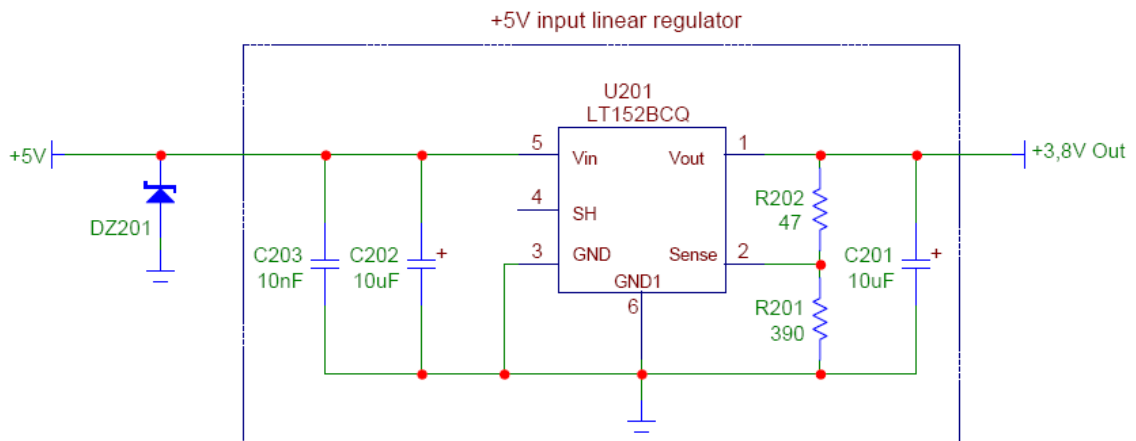 +5V input linear regulator
U201
LT152BCQ
+5V
5
Vin
Vout
1
+3,8V Out
R202
47
4
SH
DZ201
C203
10nF
C202
10uF
+
3
GND
Sense
2
C201
10uF
+
GND1
6
R201
390